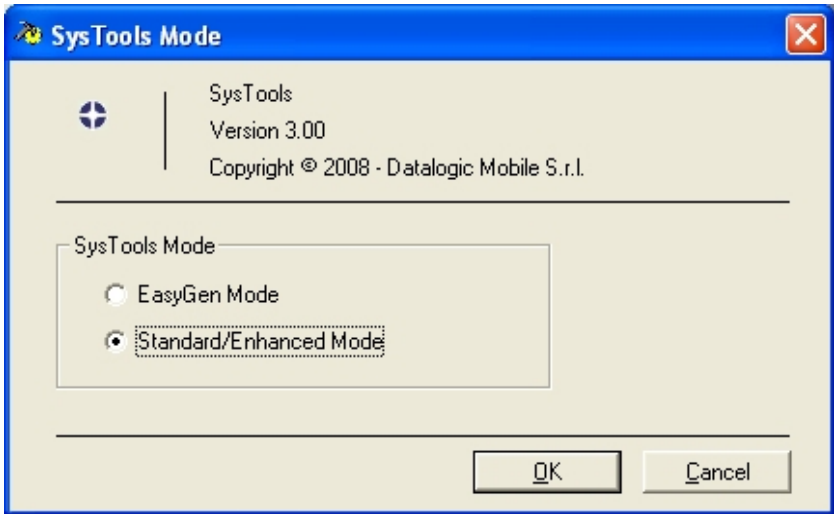 SysTools Mode
SysTools
Version 3.00
Copyright © 2008 - Datalogic Mobile S.r.l.
SysTools Mode
EasyGen Mode
Standard/Enhanced Mode
OK
Cancel